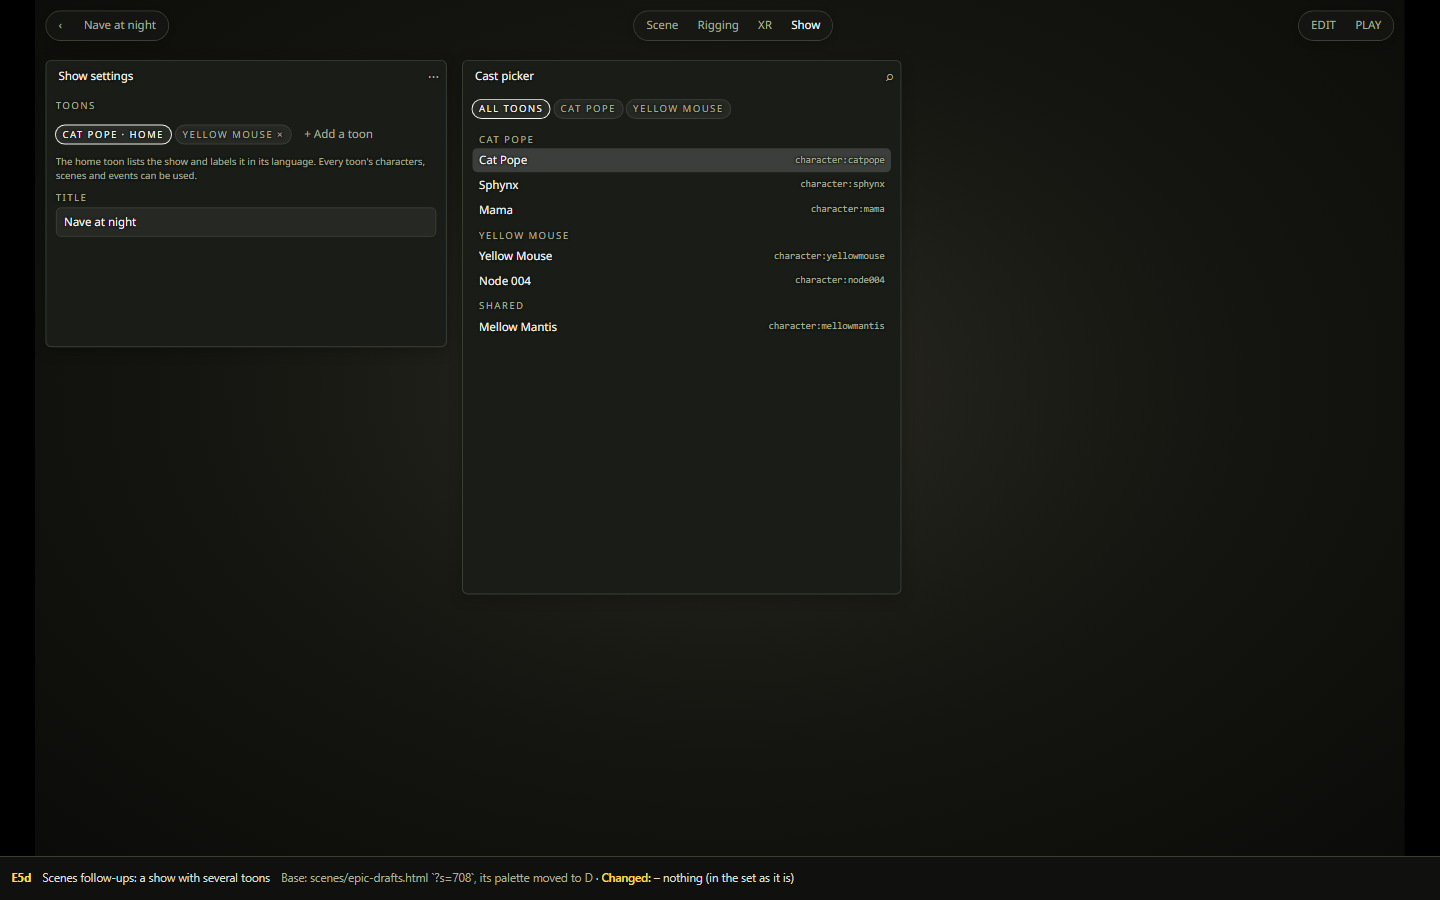 ‹ Nave at night
Scene Rigging XR Show
EDIT PLAY
Show settings ...
TOONS
CAT POPE · HOME YELLOW MOUSE × + Add a toon
The home toon lists the show and labels it in its language. Every toon's characters,
scenes and events can be used.
TITLE
Nave at night
Cast picker
ALL TOONS CAT POPE YELLOW MOUSE
CAT POPE
Cat Pope character:catpope
Sphynx character:sphynx
Mama character:mama
YELLOW MOUSE
Yellow Mouse character:yellowmouse
Node 004 character:node004
SHARED
Mellow Mantis character:mellowmantis
E5d Scenes follow-ups: a show with several toons Base: scenes/epic-drafts.html `?s=708`, its palette moved to D · Changed: – nothing (in the set as it is)